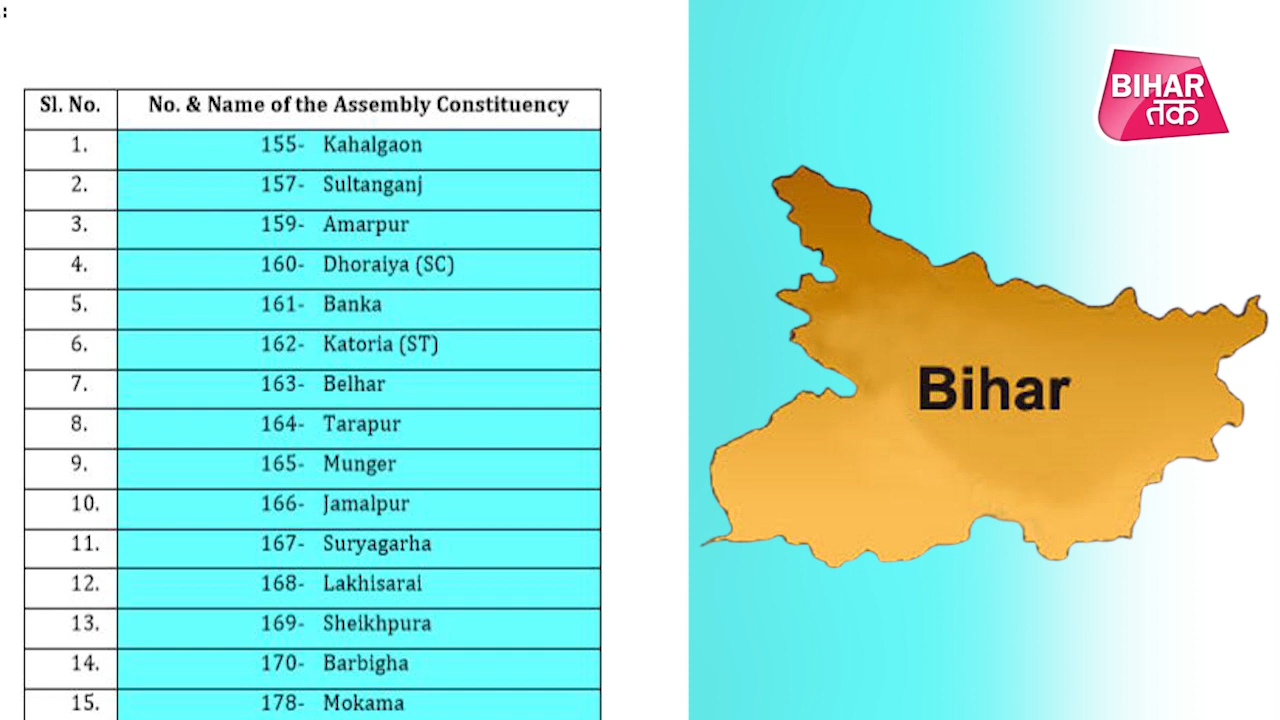 :
Sl. No. No. & Name of the Assembly Constituency
1. 155- Kahalgaon
2. 157- Sultanganj
3. 159- Amarpur
4. 160- Dhoraiya (SC)
5. 161- Banka
6. 162- Katoria (ST)
7. 163- Belhar
8. 164- Tarapur
9. 165- Munger
10. 166- Jamalpur
11. 167- Suryagarha
12. 168- Lakhisarai
13. 169- Sheikhpura
14. 170- Barbigha
15. 178- Mokama
BIHAR
तक
Bihar